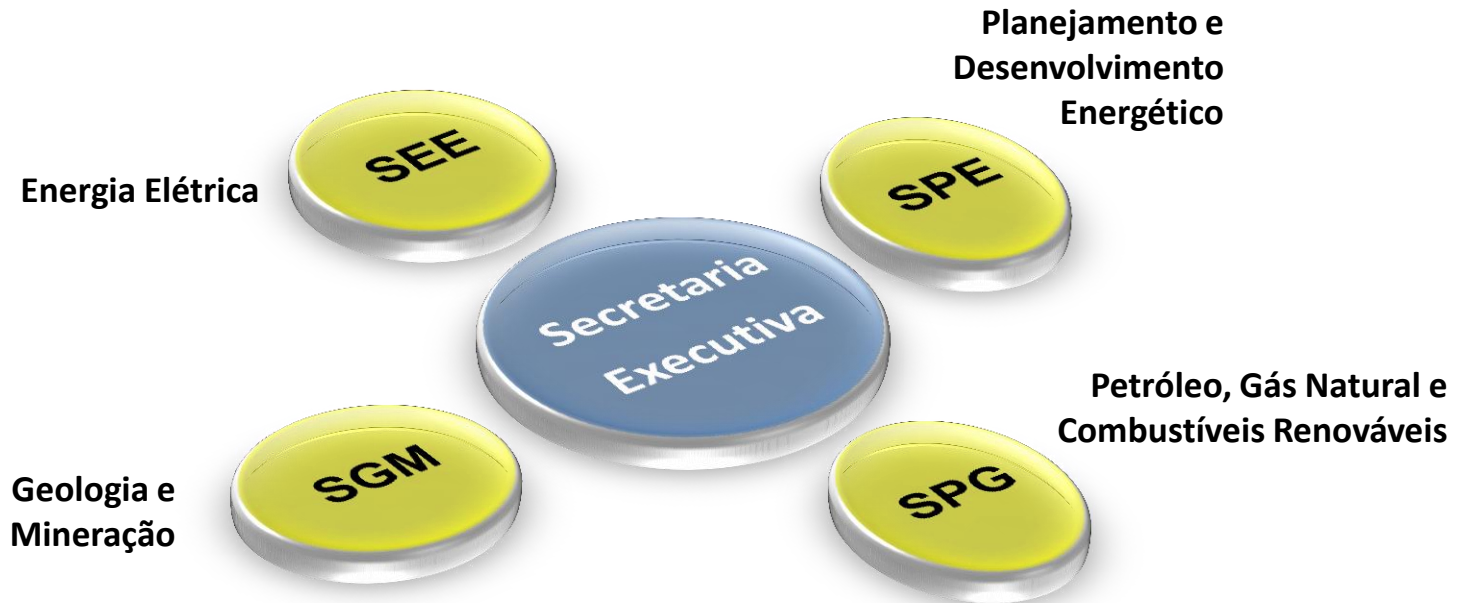 Planejamento e
Desenvolvimento
Energético
SEE
SPE
Energia Elétrica
Secretaria
Executiva
Petróleo, Gás Natural e
Combustíveis Renováveis
SGM
SPG
Geologia e
Mineração